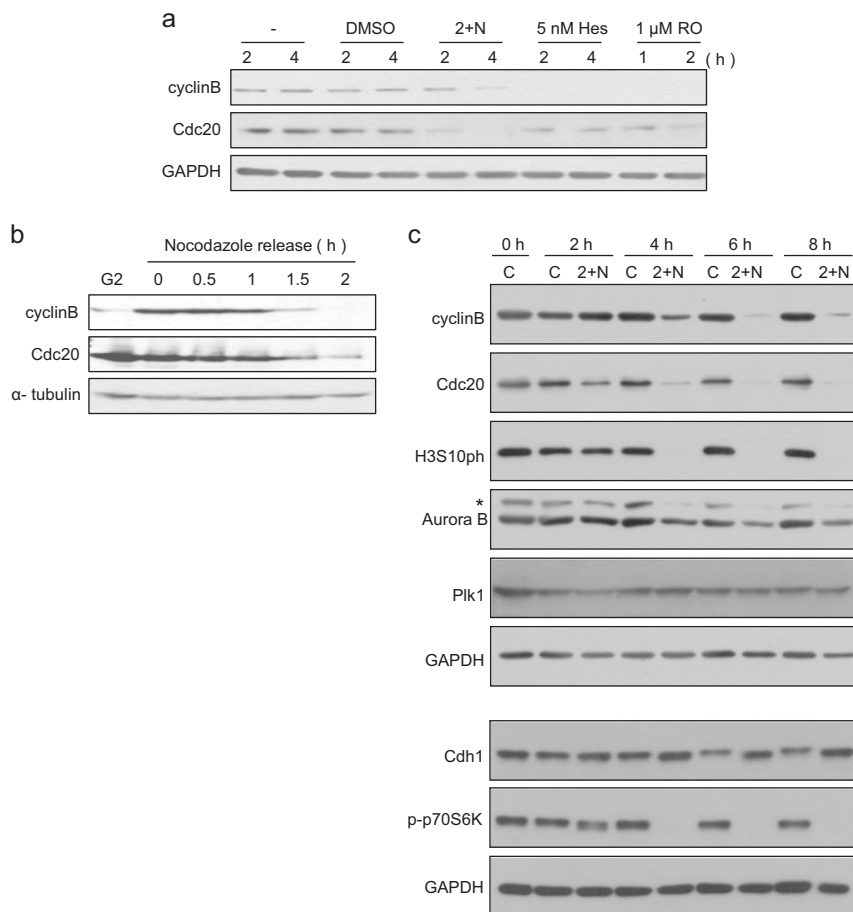 a
- DMSO 2+N 5 nM Hes 1 µM RO
2 4 2 4 2 4 2 4 1 2 ( h )
cyclinB
Cdc20
GAPDH
b
Nocodazole release ( h )
G2 0 0.5 1 1.5 2
cyclinB
Cdc20
α- tubulin
c
0 h 2 h 4 h 6 h 8 h
C C 2+N C 2+N C 2+N C 2+N
cyclinB
Cdc20
H3S10ph
*
Aurora B
Plk1
GAPDH
Cdh1
p-p70S6K
GAPDH